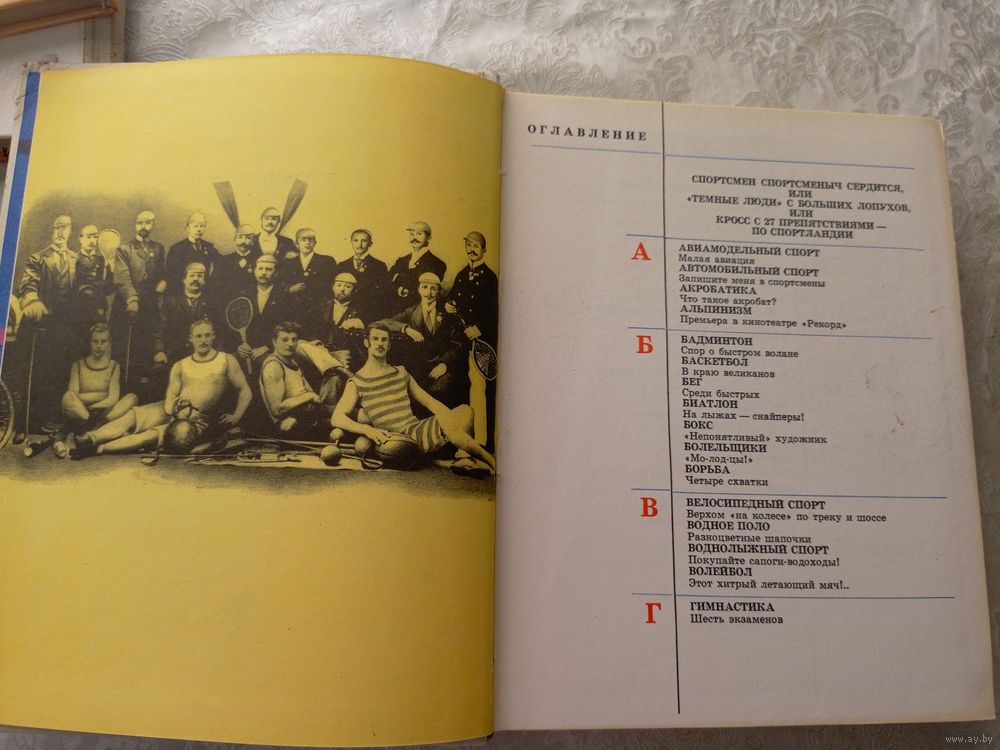 ОГЛАВЛЕНИЕ
СПОРТСМЕН СПОРТСМЕНЫЧ СЕРДИТСЯ,
ИЛИ
«ТЕМНЫЕ ЛЮДИ» С БОЛЬШИХ ЛОПУХОВ,
ИЛИ
КРОСС С 27 ПРЕПЯТСТВИЯМИ —
ПО СПОРТЛАНДИИ
А
АВИАМОДЕЛЬНЫЙ СПОРТ
Малая авиация
АВТОМОБИЛЬНЫЙ СПОРТ
Запишите меня в спортсмены
АКРОБАТИКА
Что такое акробат?
АЛЬПИНИЗМ
Премьера в кинотеатре «Рекорд»
Б
БАДМИНТОН
Спор о быстром волане
БАСКЕТБОЛ
В краю великанов
БЕГ
Среди быстрых
БИАТЛОН
На лыжах — снайперы!
БОКС
«Непонятливый» художник
БОЛЕЛЬЩИКИ
«Мо-лод-цы!»
БОРЬБА
Четыре схватки
В
ВЕЛОСИПЕДНЫЙ СПОРТ
Верхом «на колесе» по треку и шоссе
ВОДНОЕ ПОЛО
Разноцветные шапочки
ВОДНОЛЫЖНЫЙ СПОРТ
Покупайте сапоги-водоходы!
ВОЛЕЙБОЛ
Этот хитрый летающий мяч!..
Г
ГИМНАСТИКА
Шесть экзаменов
www.ay.by